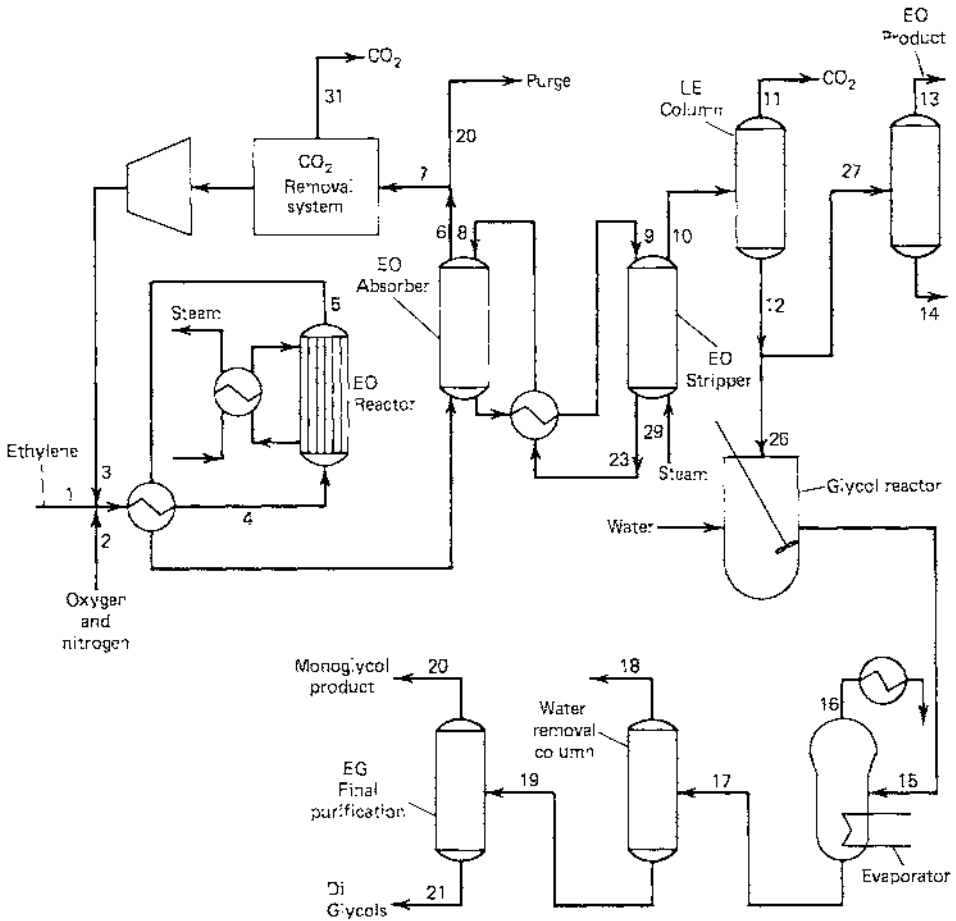 EO
Product
CO₂
31
Purge
11
CO₂
13
LE
Column
20
CO₂
Removal
system
7
27
6
8
9
10
EO
Absorber
5
12
14
Steam
EO
Reactor
EO
Stripper
29
23
26
Ethylene
3
Steam
Glycol reactor
1
4
Water
2
Oxygen
and
nitrogen
Monoglycol
product
20
18
16
Water
removal
column
EG
Final
purification
19
17
15
Di
Glycols
21
Evaporator